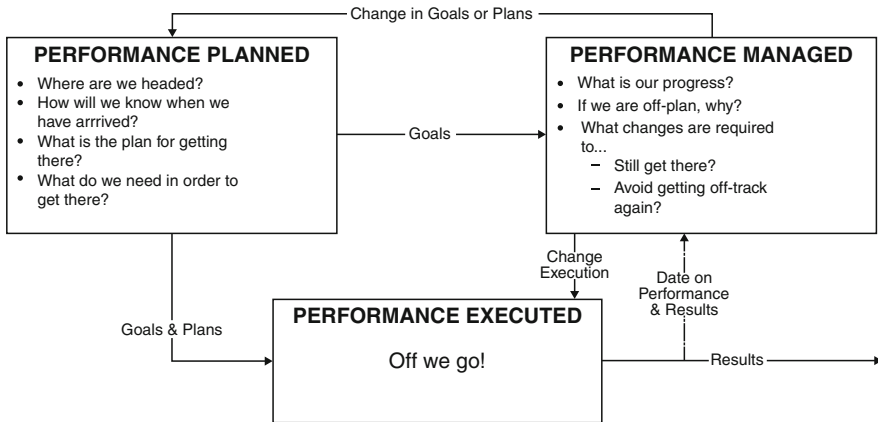 Change in Goals or Plans
PERFORMANCE PLANNED
• Where are we headed?
• How will we know when we
have arrrived?
• What is the plan for getting
there?
• What do we need in order to
get there?
Goals
PERFORMANCE MANAGED
• What is our progress?
• If we are off-plan, why?
• What changes are required
to...
– Still get there?
– Avoid getting off-track
again?
Change
Execution
Date on
Performance
& Results
Goals & Plans
PERFORMANCE EXECUTED
Off we go!
Results